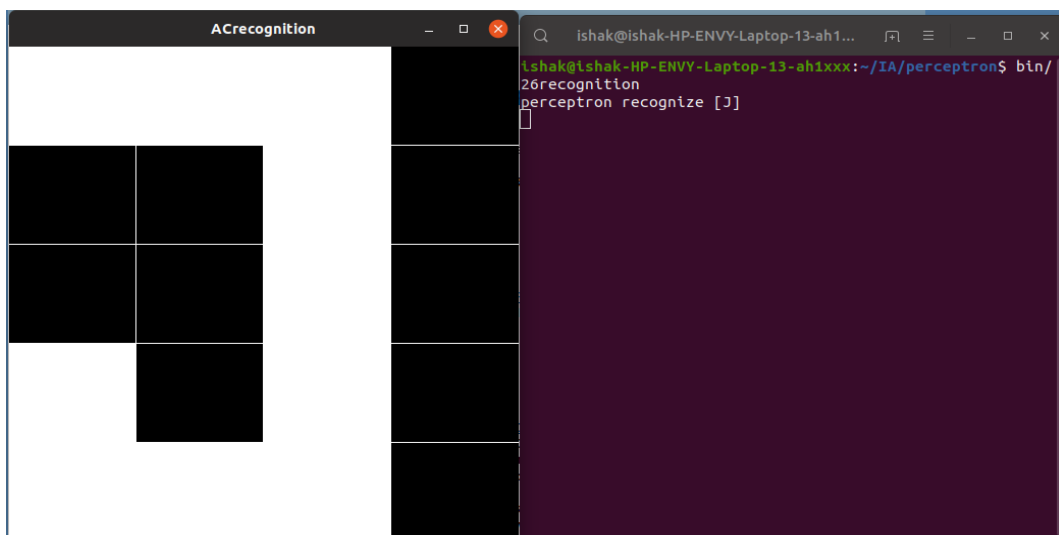 ACrecognition
ishak@ishak-HP-ENVY-Laptop-13-ah1...
ishak@ishak-HP-ENVY-Laptop-13-ah1xxx:~/IA/perceptron$ bin/
26recognition
perceptron recognize [J]